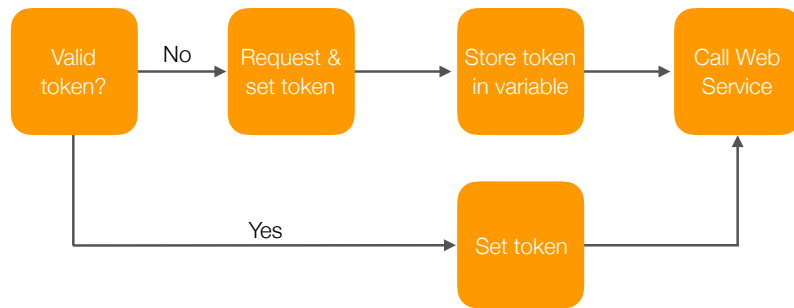 Valid
token?
No
Request &
set token
Store token
in variable
Call Web
Service
Yes
Set token